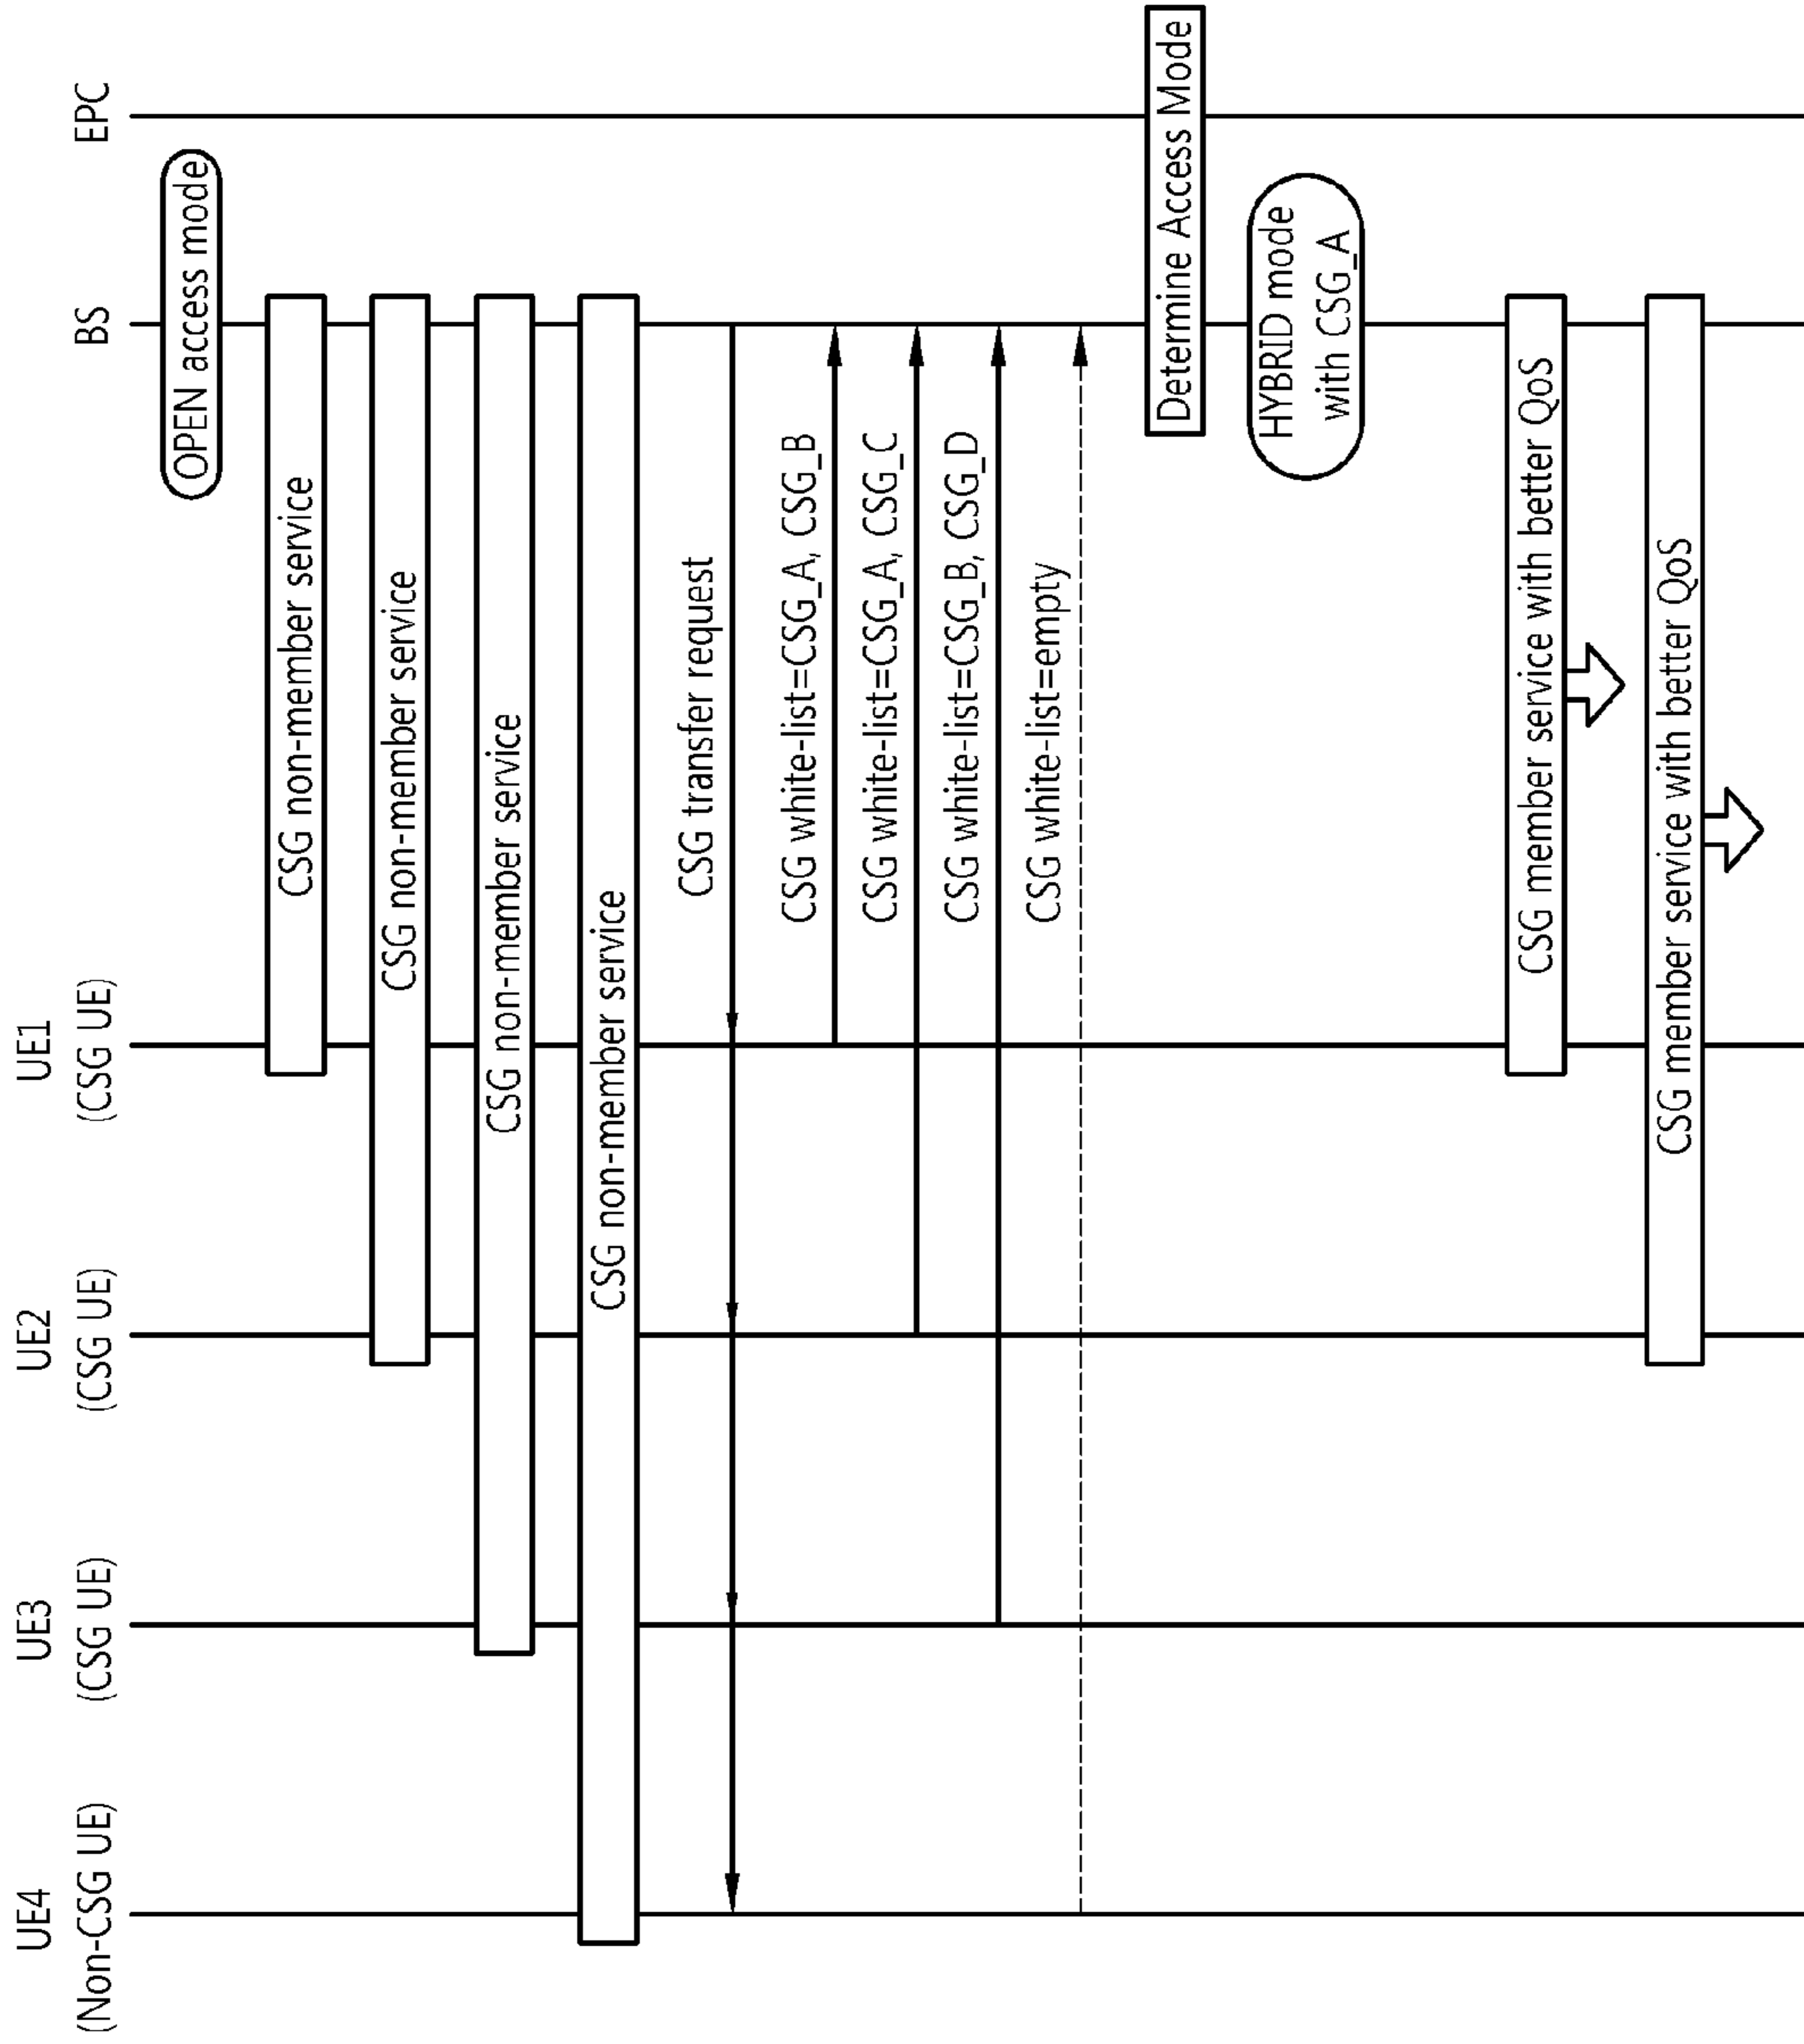 UE4
(Non-CSG UE)
UE3
(CSG UE)
UE2
(CSG UE)
UE1
(CSG UE)
BS
EPC
OPEN access mode
CSG non-member service
CSG non-member service
CSG non-member service
CSG non-member service
CSG transfer request
CSG white-list=CSG_A, CSG_B
CSG white-list=CSG_A, CSG_C
CSG white-list=CSG_B, CSG_D
CSG white-list=empty
Determine Access Mode
HYBRID mode
with CSG_A
CSG member service with better QoS
CSG member service with better QoS